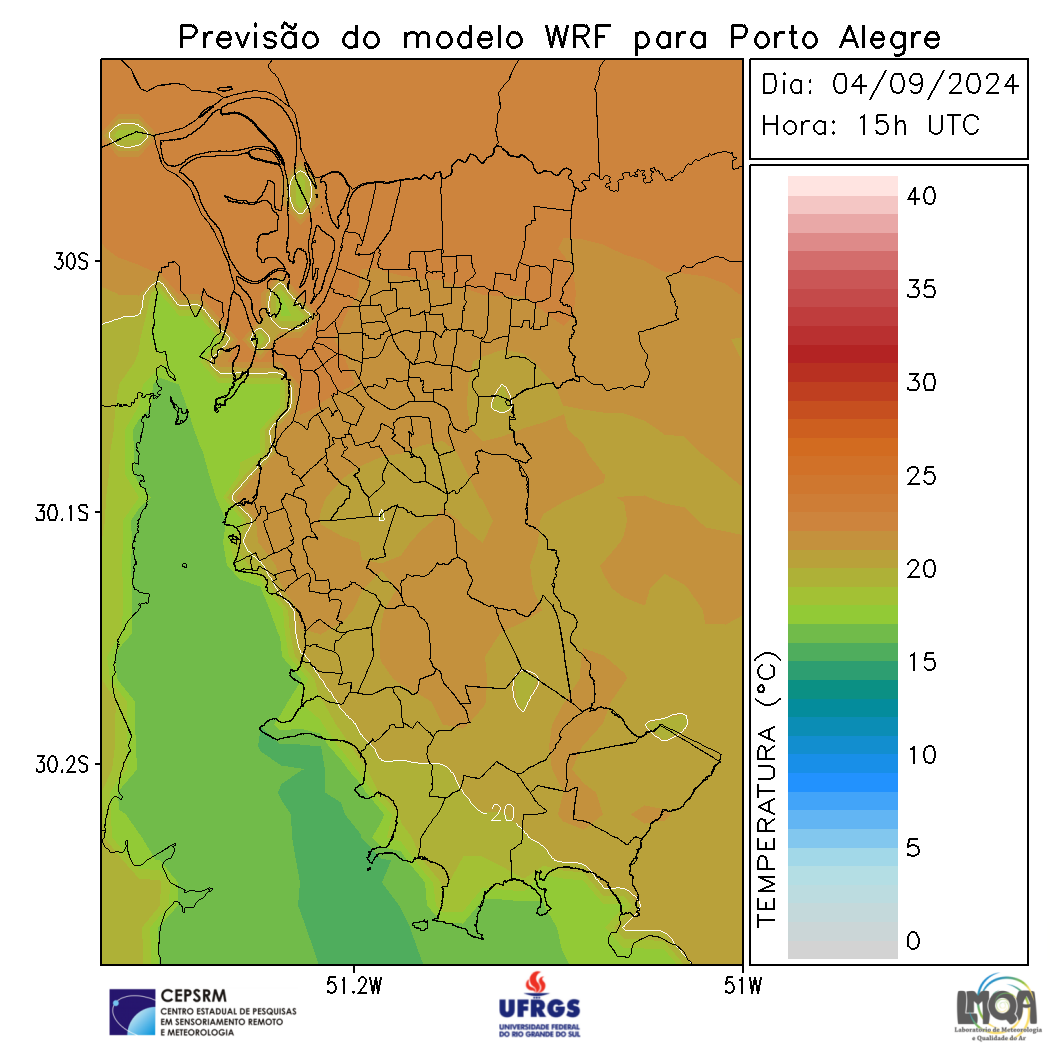 Previsão do modelo WRF para Porto Alegre
Dia: 04/09/2024
Hora: 15h UTC
30S
30.1S
30.2S
51.2W
51W
20
TEMPERATURA (°C)
40
35
30
25
20
15
10
5
0
CEPSRM
CENTRO ESTADUAL DE PESQUISAS
EM SENSORIAMENTO REMOTO
E METEOROLOGIA
UFRGS
UNIVERSIDADE FEDERAL
DO RIO GRANDE DO SUL
LMQA
Laboratório de Meteorologia
e Qualidade do Ar